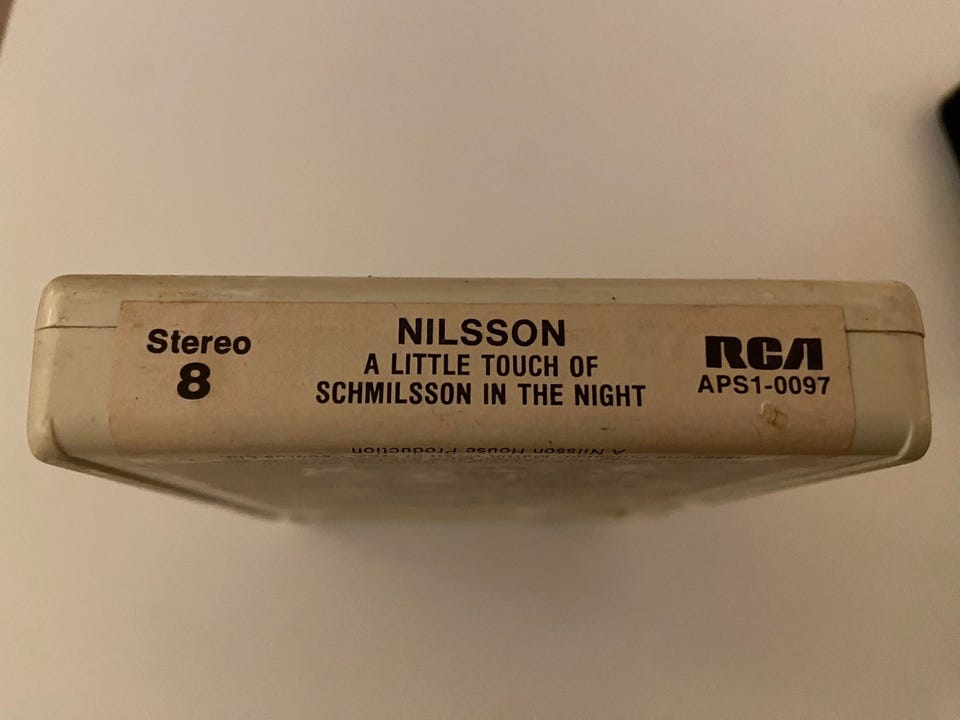 Stereo
8
NILSSON
A LITTLE TOUCH OF
SCHMILSSON IN THE NIGHT
RCA
APS1-0097
A Nilsson House Production